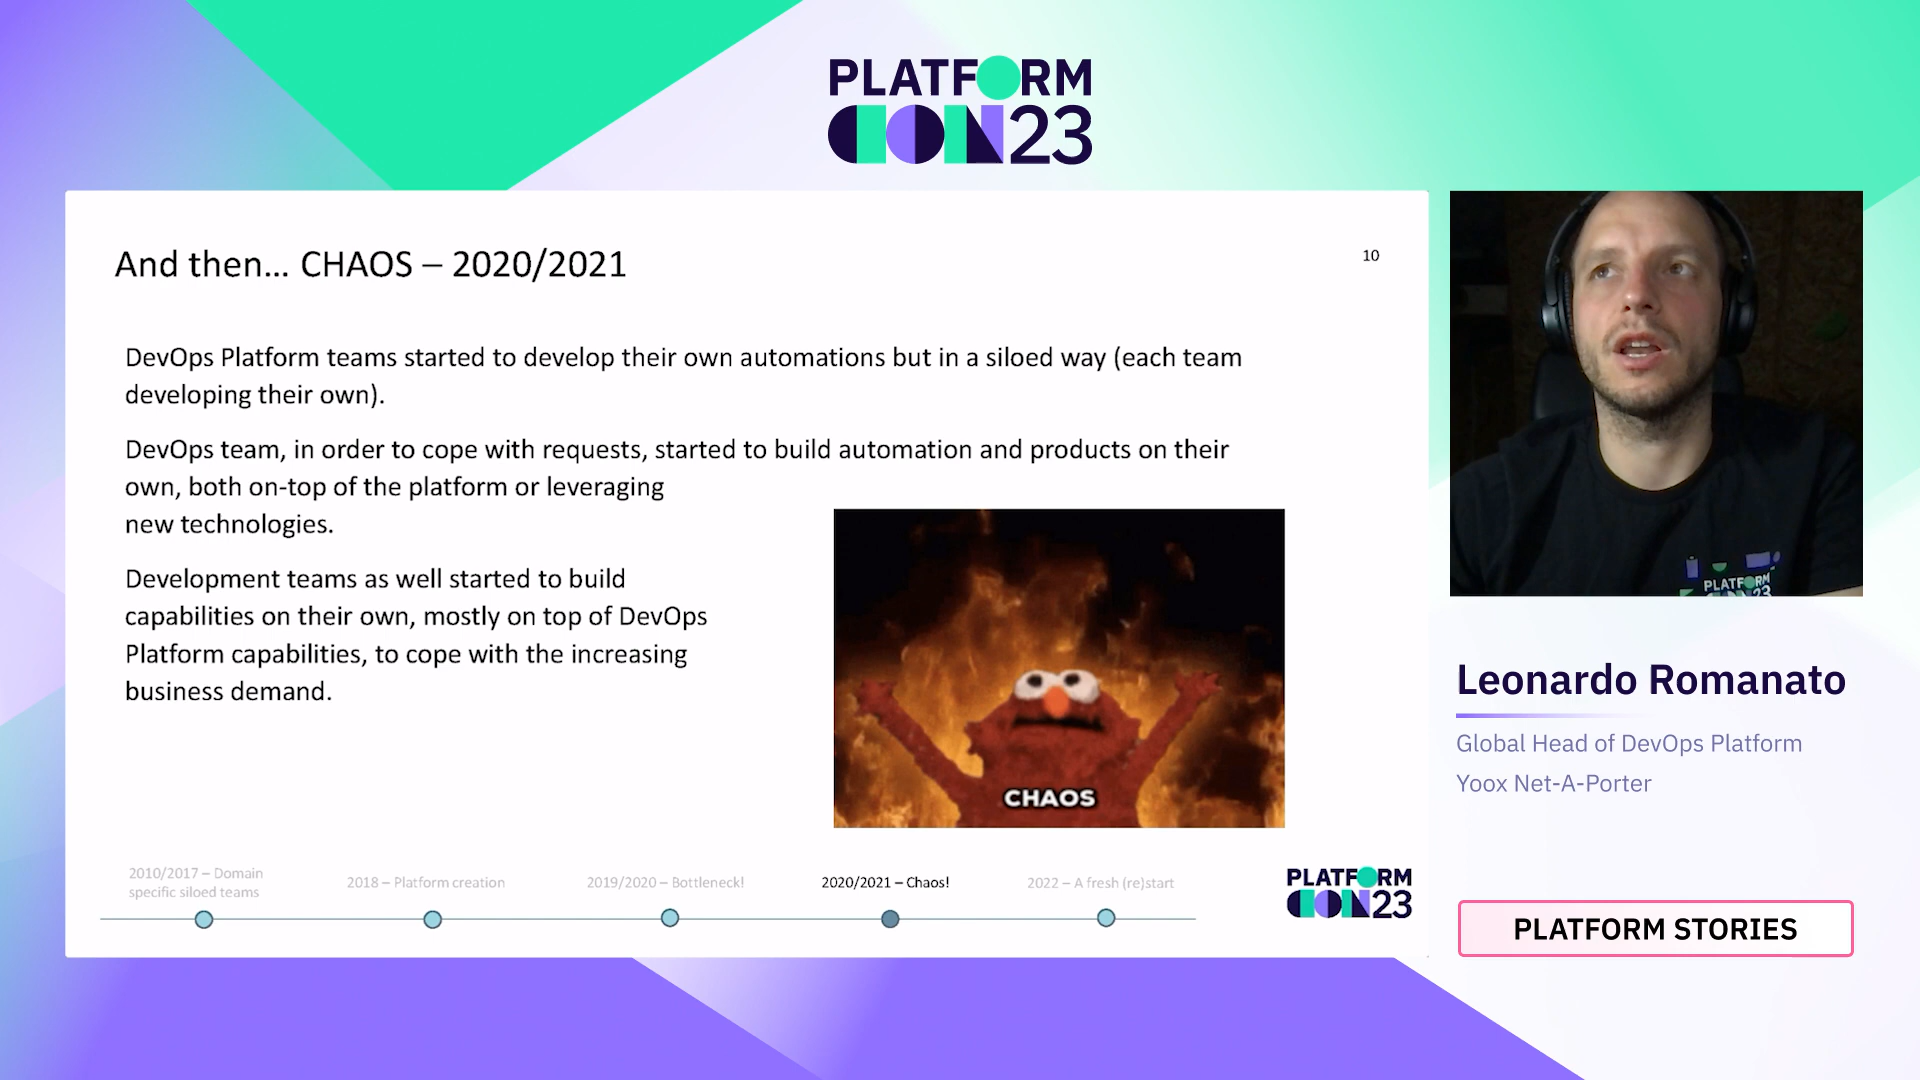 PLATFORM
CON23
And then... CHAOS – 2020/2021
10
DevOps Platform teams started to develop their own automations but in a siloed way (each team
developing their own).
DevOps team, in order to cope with requests, started to build automation and products on their
own, both on-top of the platform or leveraging
new technologies.
Development teams as well started to build
capabilities on their own, mostly on top of DevOps
Platform capabilities, to cope with the increasing
business demand.
CHAOS
2010/2017 – Domain
specific siloed teams
2018 – Platform creation
2019/2020 – Bottleneck!
2020/2021 – Chaos!
2022 – A fresh (re)start
PLATFORM
CON23
PLATFORM
CON23
Leonardo Romanato
Global Head of DevOps Platform
Yoox Net-A-Porter
PLATFORM STORIES